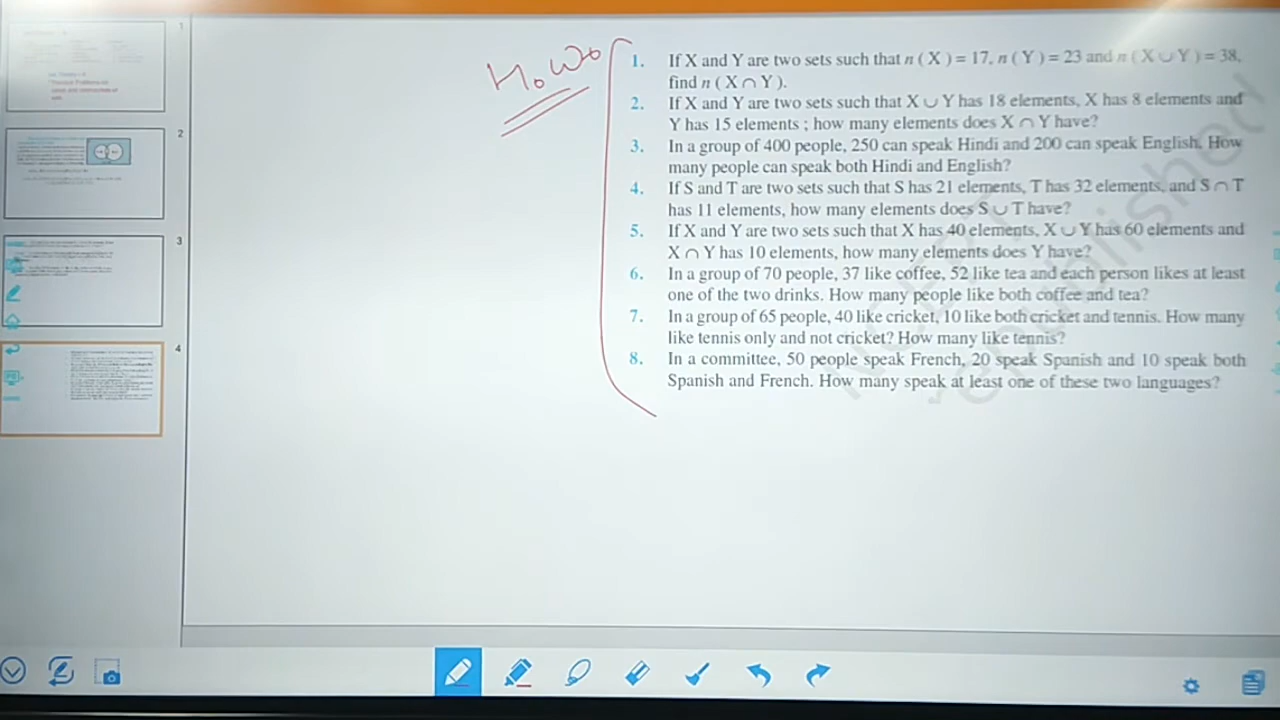 H.Wo
1. If X and Y are two sets such that n ( X ) = 17, n ( Y ) = 23 and n ( X ∪ Y ) = 38,
find n ( X ∩ Y ).
2. If X and Y are two sets such that X ∪ Y has 18 elements, X has 8 elements and
Y has 15 elements ; how many elements does X ∩ Y have?
3. In a group of 400 people, 250 can speak Hindi and 200 can speak English. How
many people can speak both Hindi and English?
4. If S and T are two sets such that S has 21 elements, T has 32 elements, and S ∩ T
has 11 elements, how many elements does S ∪ T have?
5. If X and Y are two sets such that X has 40 elements, X ∪ Y has 60 elements and
X ∩ Y has 10 elements, how many elements does Y have?
6. In a group of 70 people, 37 like coffee, 52 like tea and each person likes at least
one of the two drinks. How many people like both coffee and tea?
7. In a group of 65 people, 40 like cricket, 10 like both cricket and tennis. How many
like tennis only and not cricket? How many like tennis?
8. In a committee, 50 people speak French, 20 speak Spanish and 10 speak both
Spanish and French. How many speak at least one of these two languages?
1
2
3
4